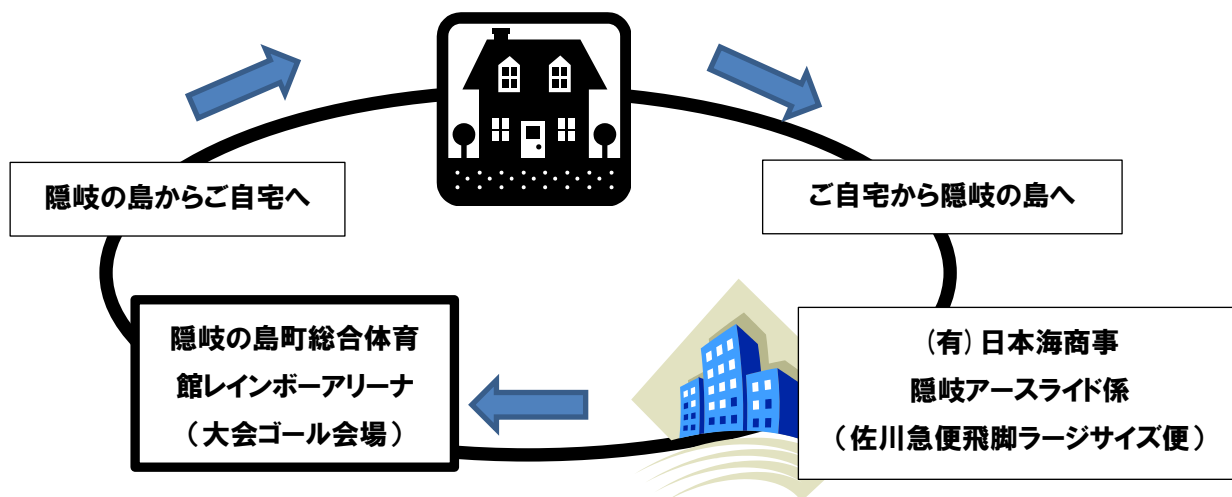 隠岐の島からご自宅へ
ご自宅から隠岐の島へ
隠岐の島町総合体育
館レインボーアリーナ
（大会ゴール会場）
（有）日本海商事
隠岐アースライド係
（佐川急便飛脚ラージサイズ便）